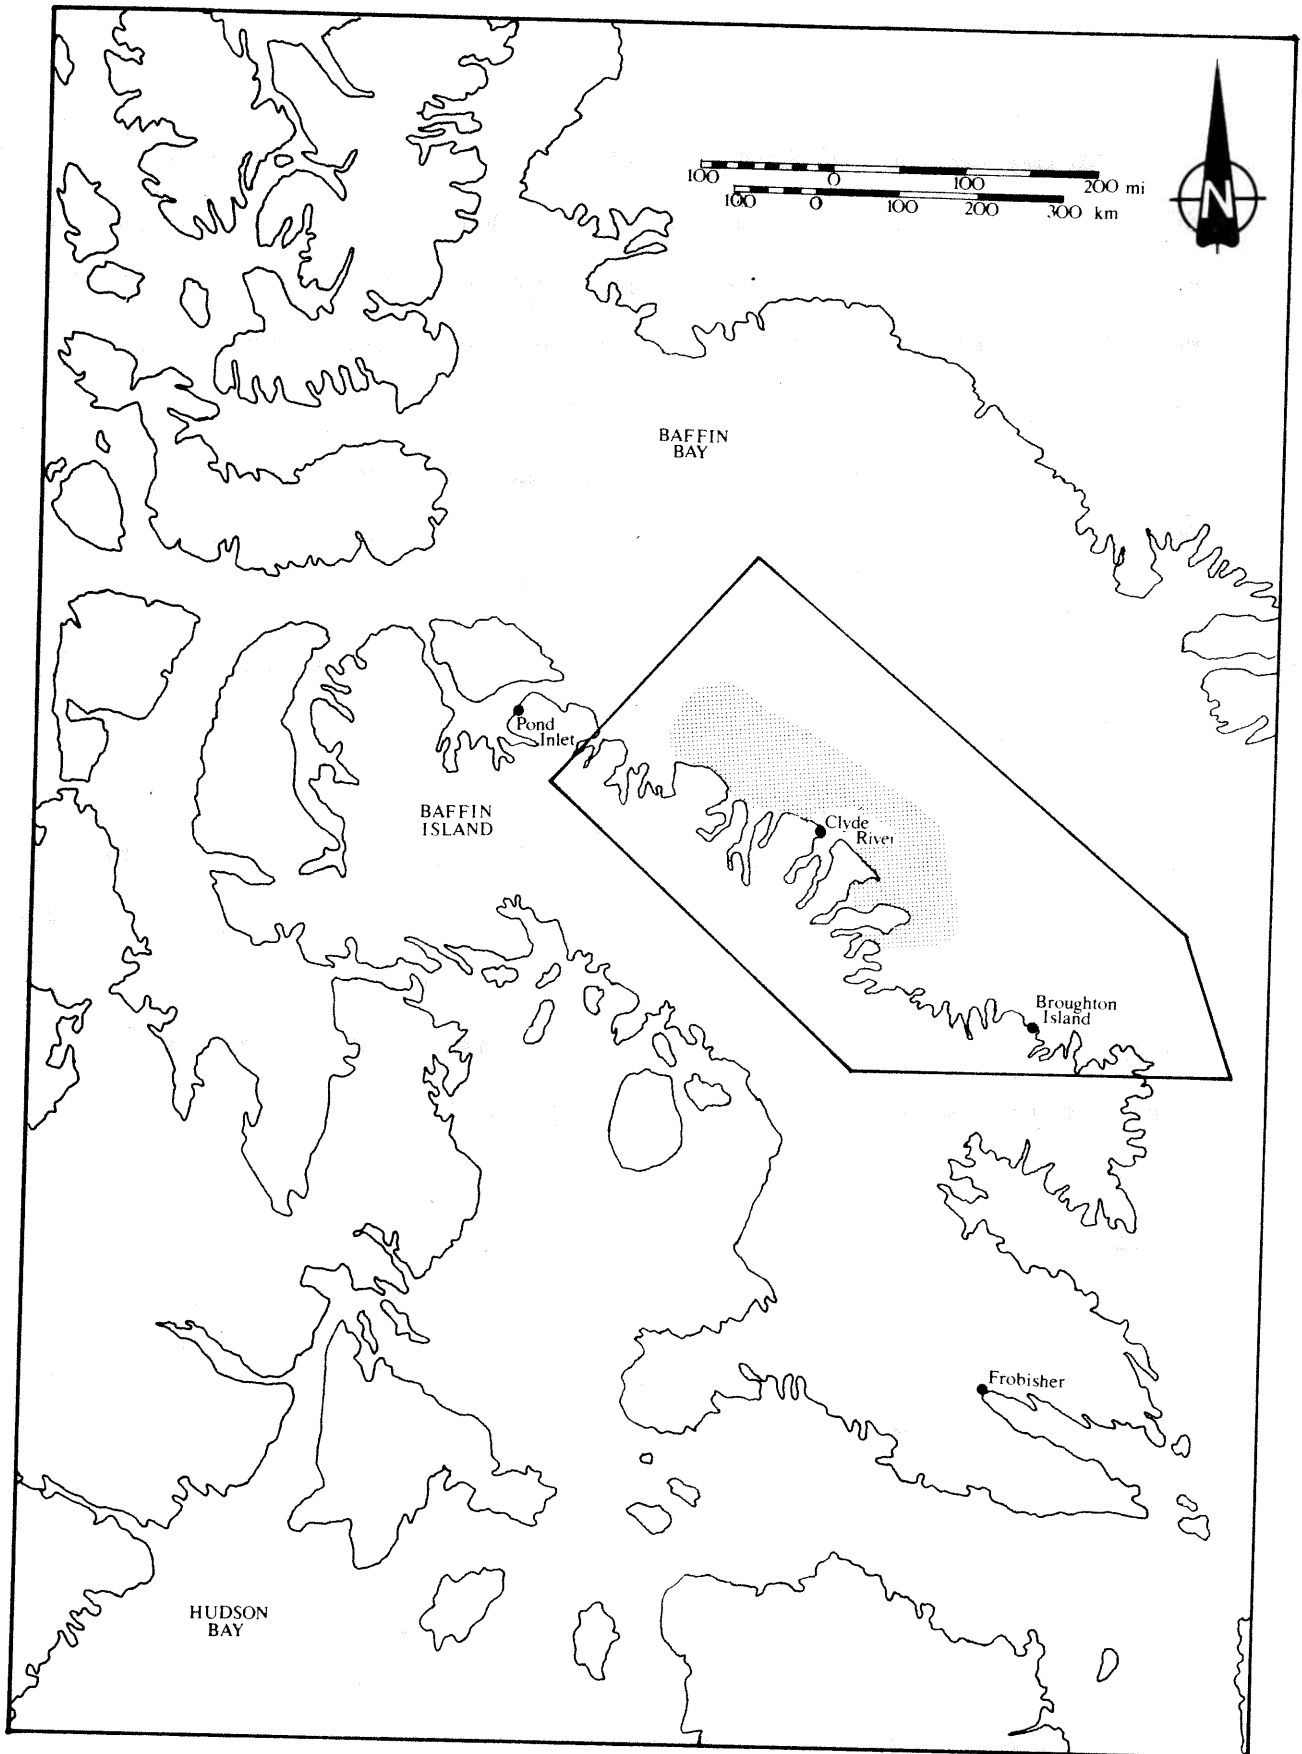 N
100 0 100 200 mi
100 0 100 200 300 km
BAFFIN
BAY
Pond
Inlet
BAFFIN
ISLAND
Clyde
River
Broughton
Island
Frobisher
HUDSON
BAY